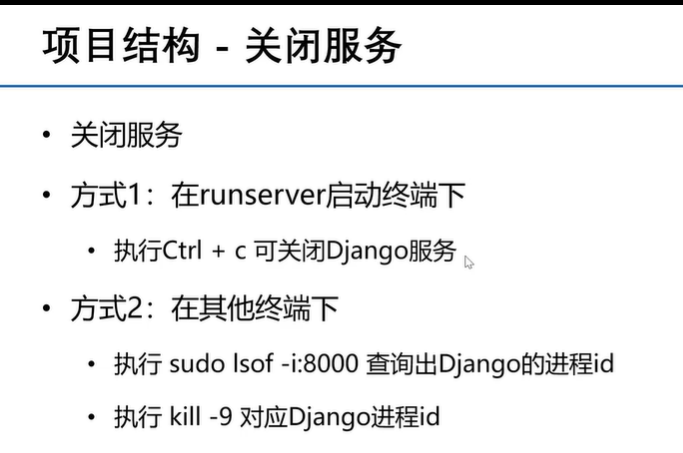 项目结构 - 关闭服务
• 关闭服务
• 方式1：在runserver启动终端下
• 执行Ctrl + c 可关闭Django服务
• 方式2：在其他终端下
• 执行 sudo lsof -i:8000 查询出Django的进程id
• 执行 kill -9 对应Django进程id